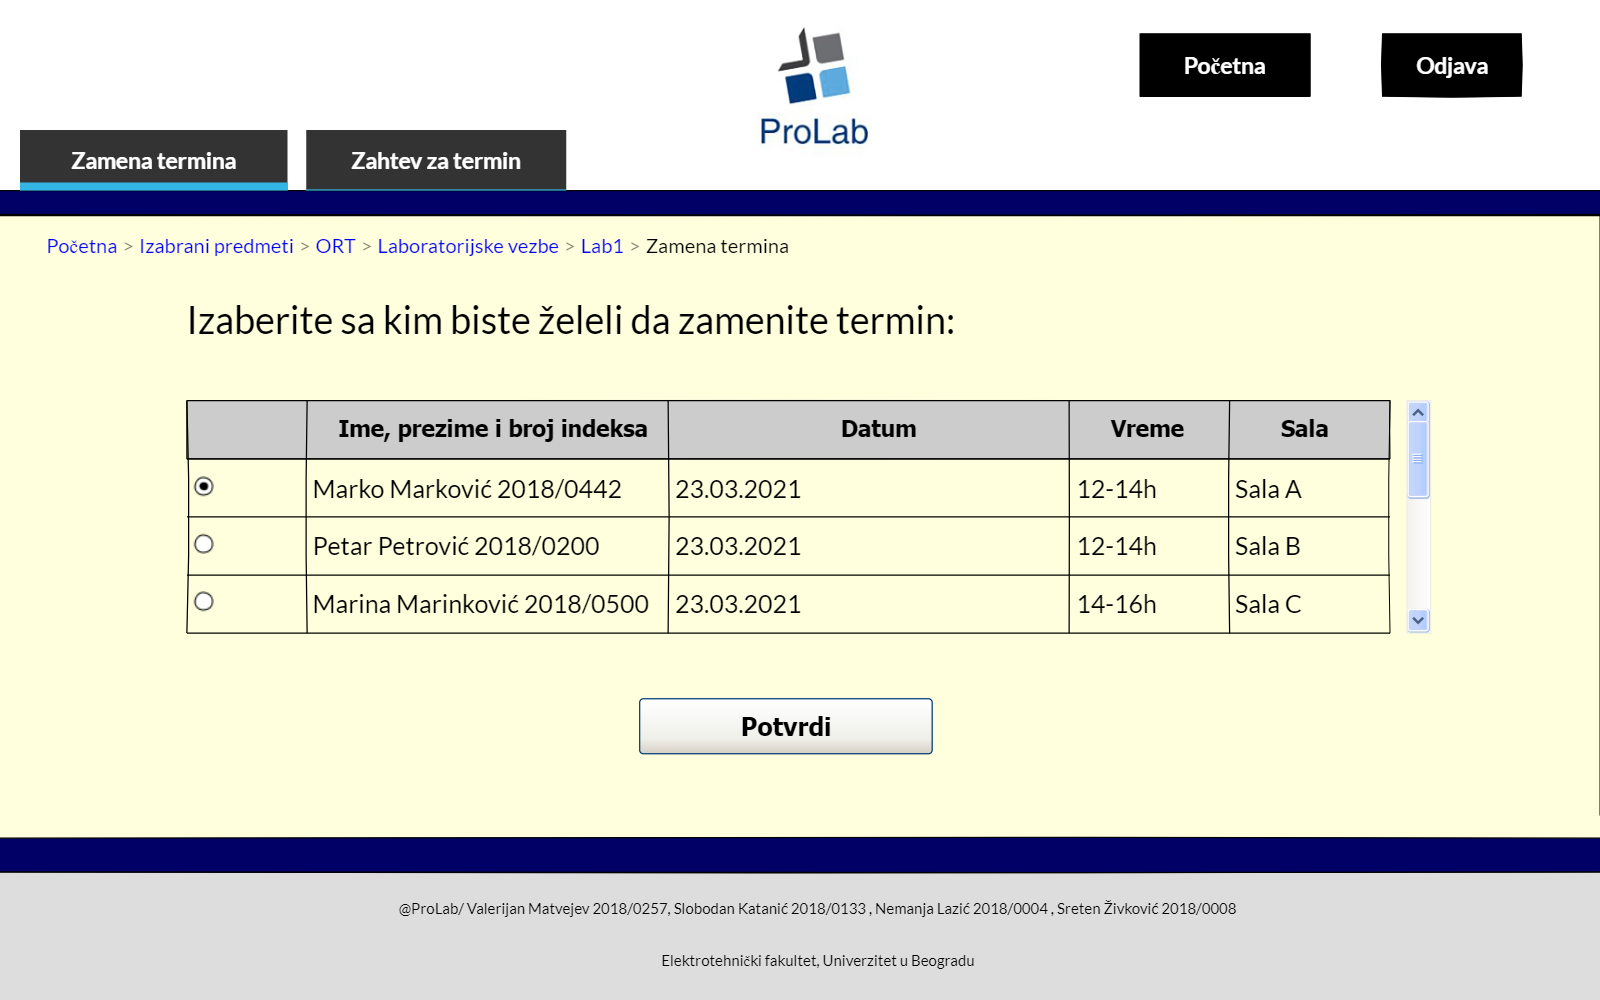 ProLab
Početna
Odjava
Zamena termina
Zahtev za termin
Početna > Izabrani predmeti > ORT > Laboratorijske vezbe > Lab1 > Zamena termina
Izaberite sa kim biste želeli da zamenite termin:
Ime, prezime i broj indeksa Datum Vreme Sala
Marko Marković 2018/0442 23.03.2021 12-14h Sala A
Petar Petrović 2018/0200 23.03.2021 12-14h Sala B
Marina Marinković 2018/0500 23.03.2021 14-16h Sala C
Potvrdi
@ProLab/ Valerijan Matvejev 2018/0257, Slobodan Katanić 2018/0133 , Nemanja Lazić 2018/0004 , Sreten Živković 2018/0008
Elektrotehnički fakultet, Univerzitet u Beogradu